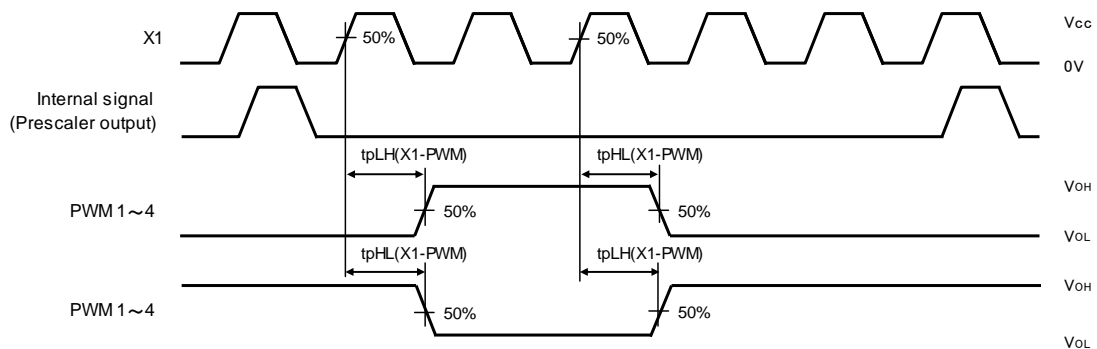 Vcc
X1
50%
50%
0V
Internal signal
(Prescaler output)
tpLH(X1-PWM)
tpHL(X1-PWM)
VOH
PWM 1～4
50%
50%
VOL
tpHL(X1-PWM)
tpLH(X1-PWM)
VOH
PWM 1～4
50%
50%
VOL